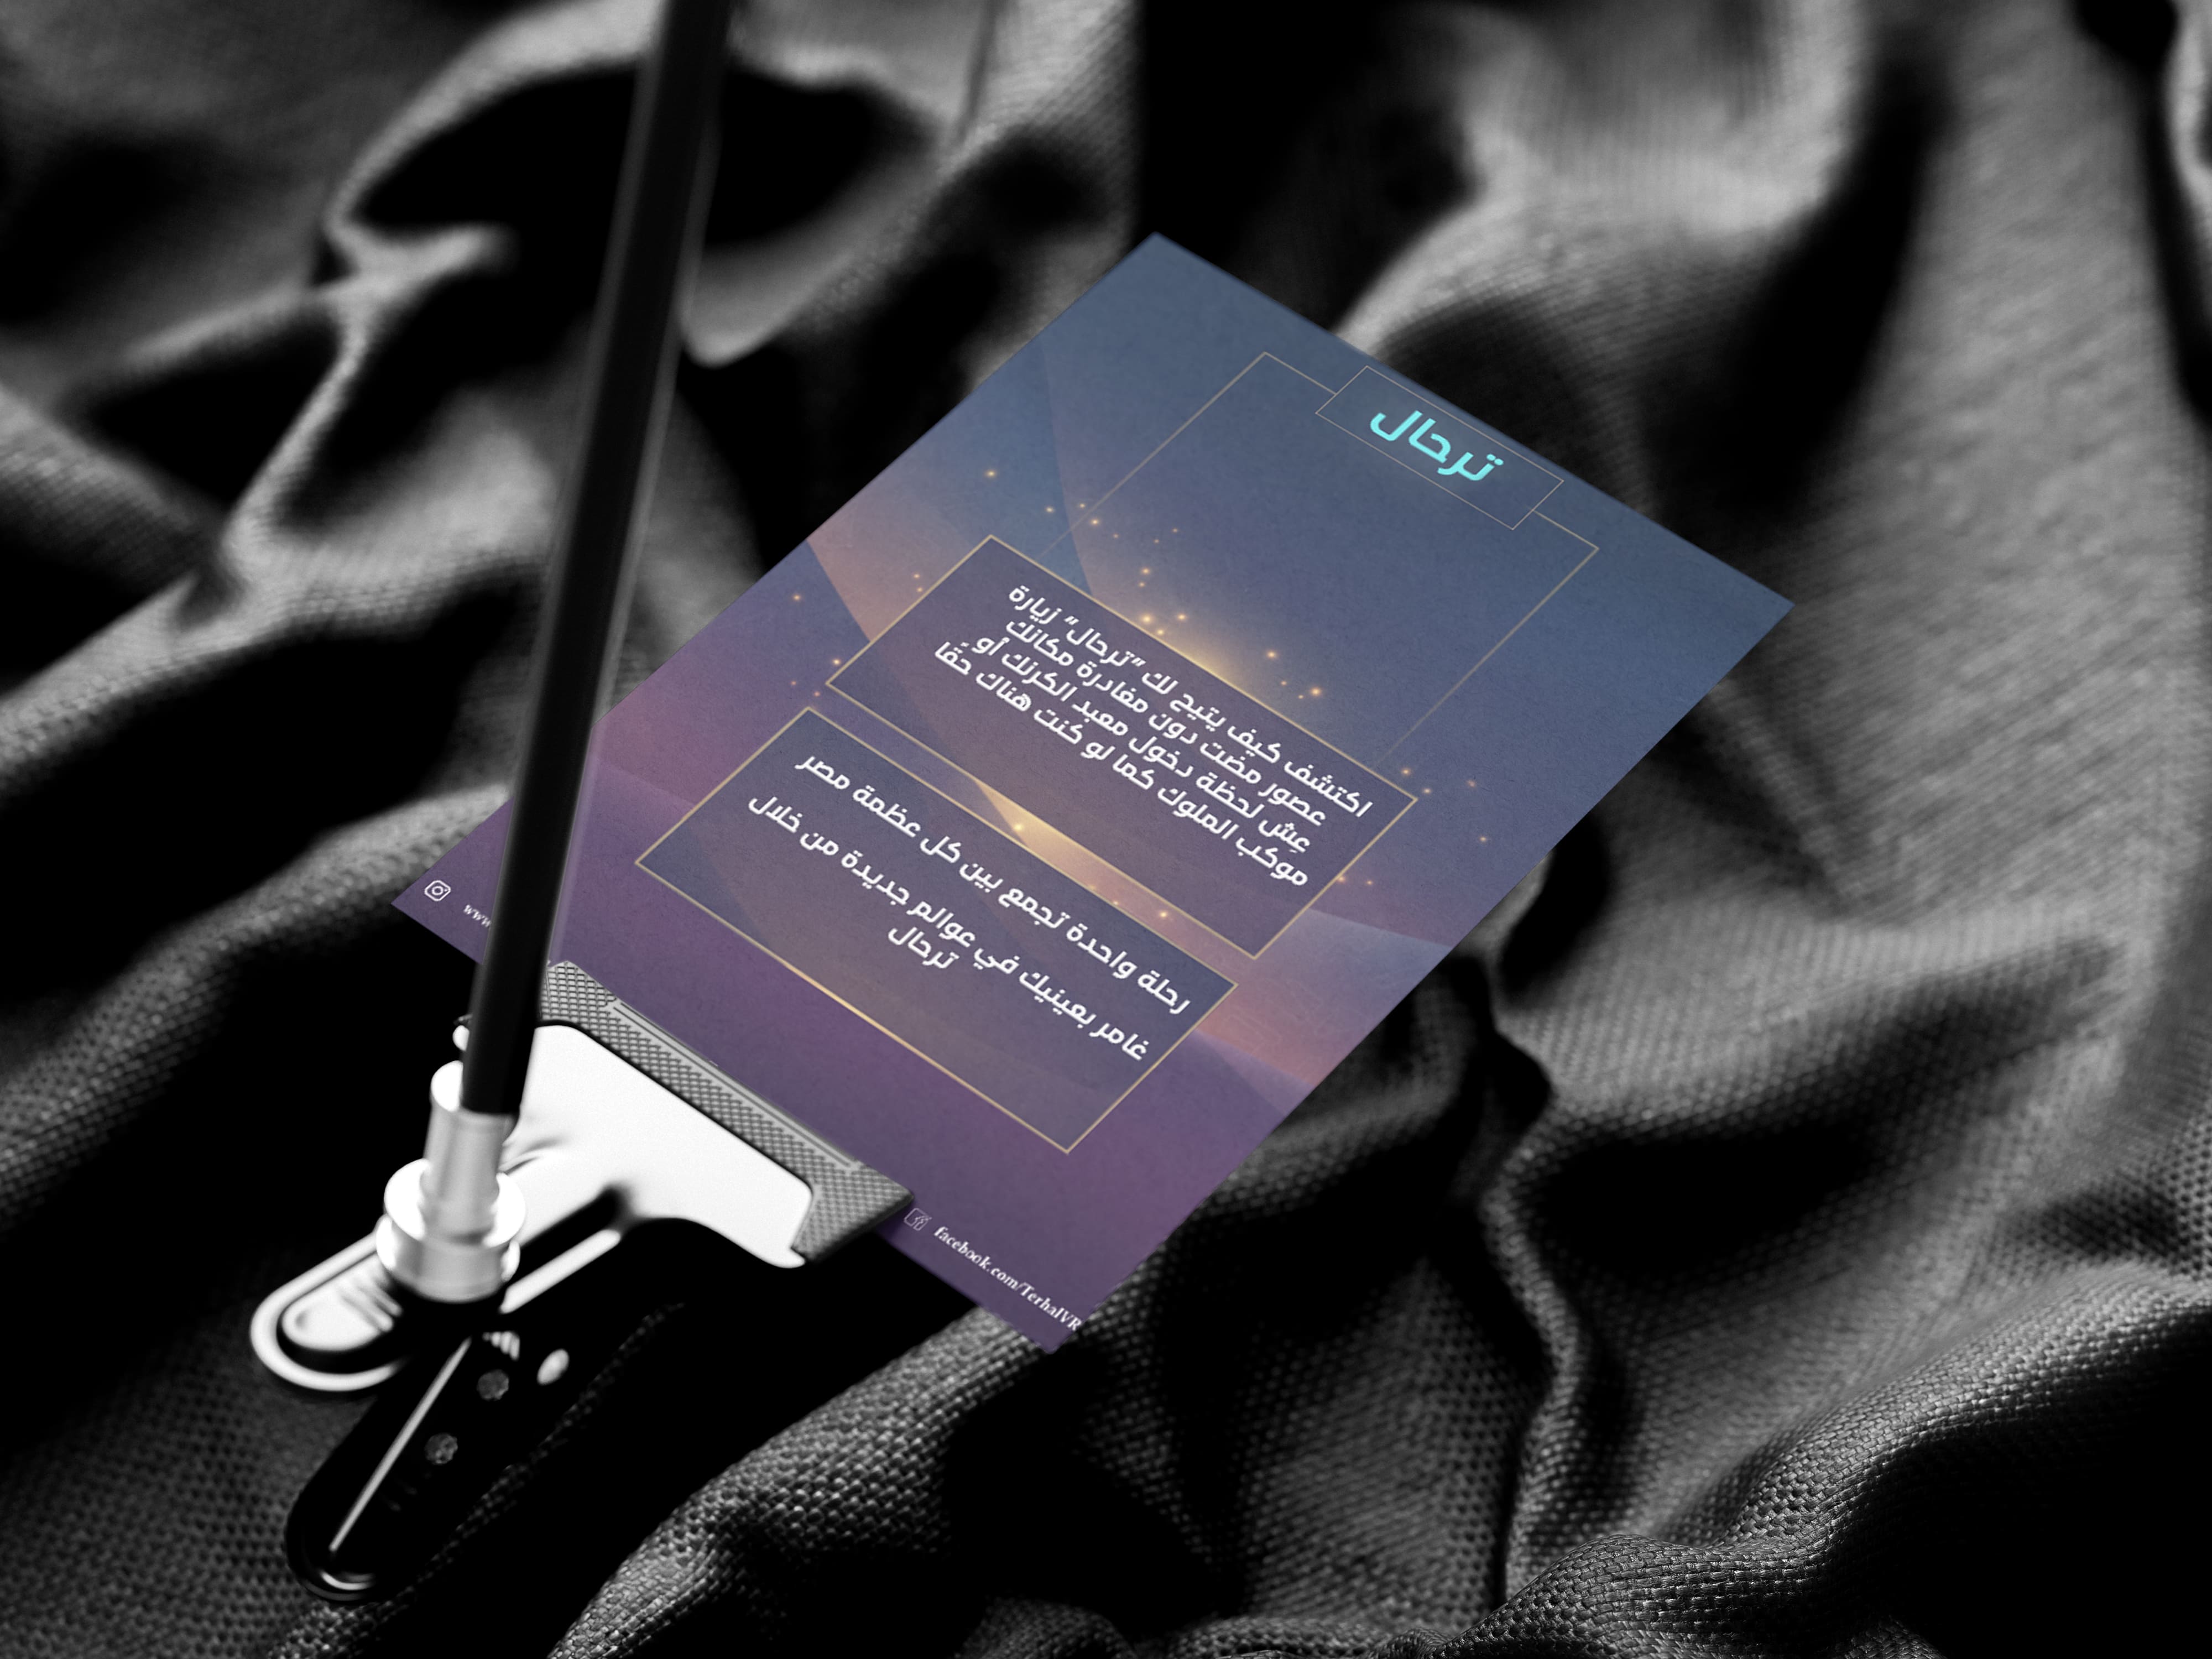 ترحال
اكتشف كيف يتيح لك "ترحال" زيارة
عصور مضت دون مغادرة مكانك
عِش لحظة دخول معبد الكرنك أو
موكب الملوك كما لو كنت هناك حقًا
رحلة واحدة تجمع بين كل عظمة مصر
غامر بعينيك في عوالم جديدة من خلال
ترحال
www.
facebook.com/TerhalVR